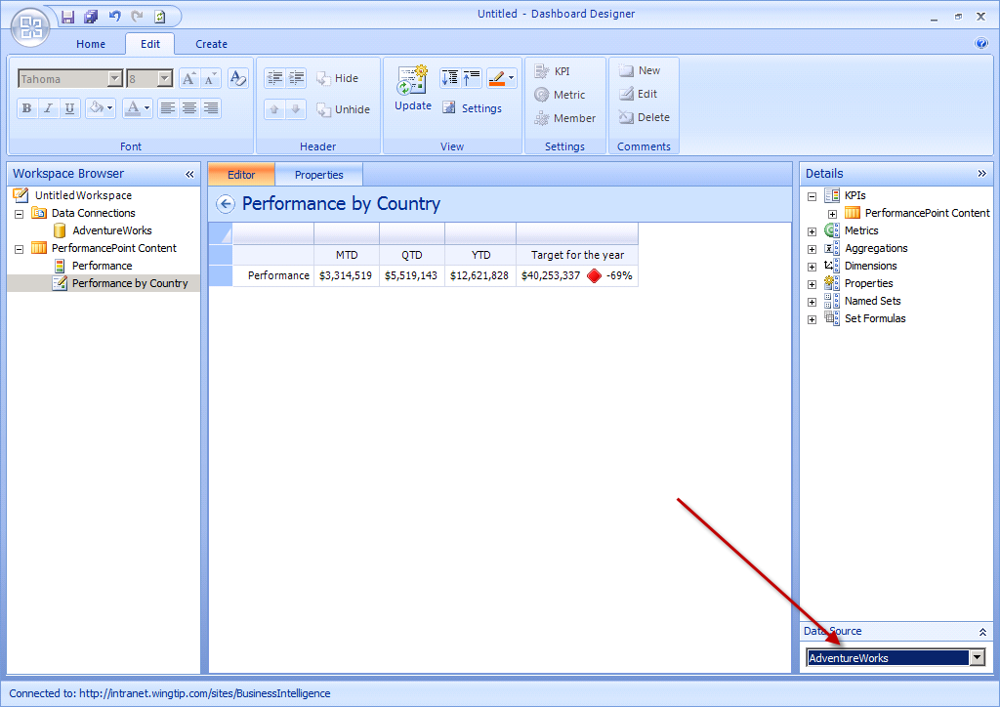 Untitled - Dashboard Designer
Home Edit Create
Tahoma 8
B I U A
Font
Hide
Unhide
Header
Update
Settings
View
KPI
Metric
Member
Settings
New
Edit
Delete
Comments
Workspace Browser «
Untitled Workspace
Data Connections
AdventureWorks
PerformancePoint Content
Performance
Performance by Country
Editor Properties
Performance by Country
MTD QTD YTD Target for the year
Performance $3,314,519 $5,519,143 $12,621,828 $40,253,337 -69%
Details »
KPIs
PerformancePoint Content
Metrics
Aggregations
Dimensions
Properties
Named Sets
Set Formulas
Data Source
AdventureWorks
Connected to: http://intranet.wingtip.com/sites/BusinessIntelligence